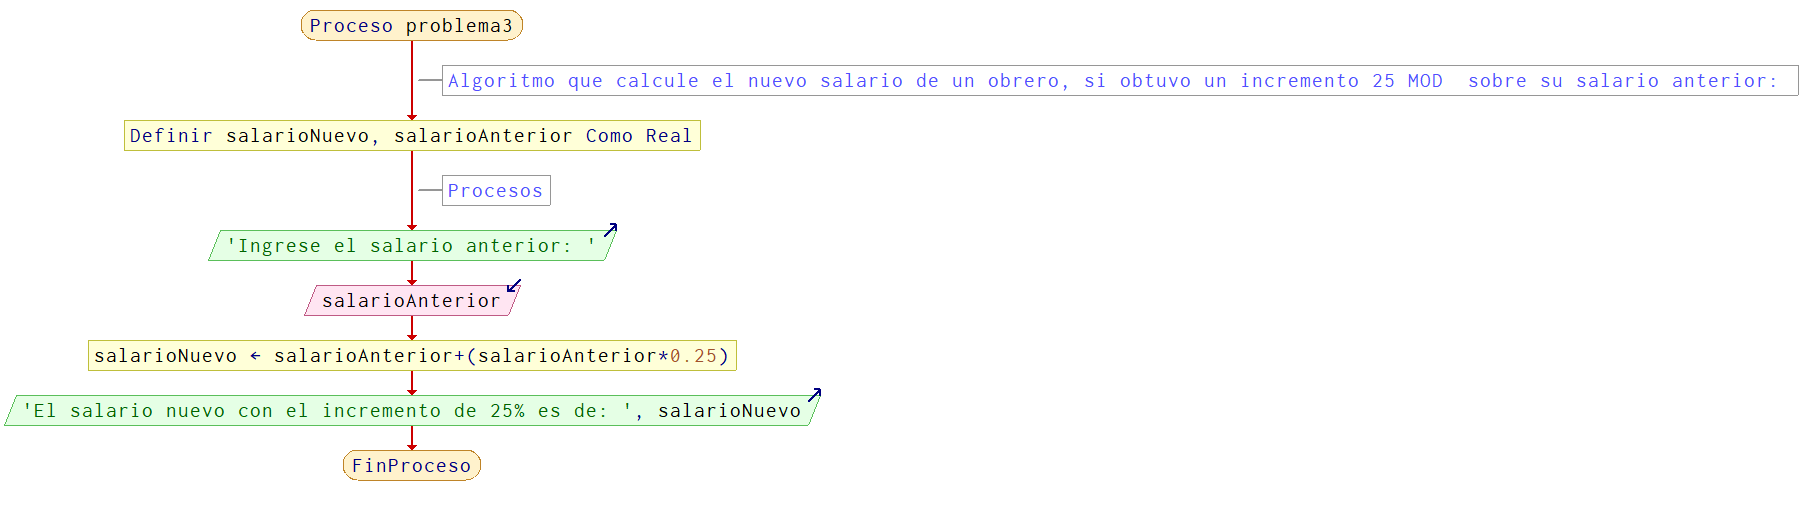 Proceso problema3
Algoritmo que calcule el nuevo salario de un obrero, si obtuvo un incremento 25 MOD  sobre su salario anterior:
Definir salarioNuevo, salarioAnterior Como Real
Procesos
'Ingrese el salario anterior: '
salarioAnterior
salarioNuevo ← salarioAnterior+(salarioAnterior*0.25)
'El salario nuevo con el incremento de 25% es de: ', salarioNuevo
FinProceso